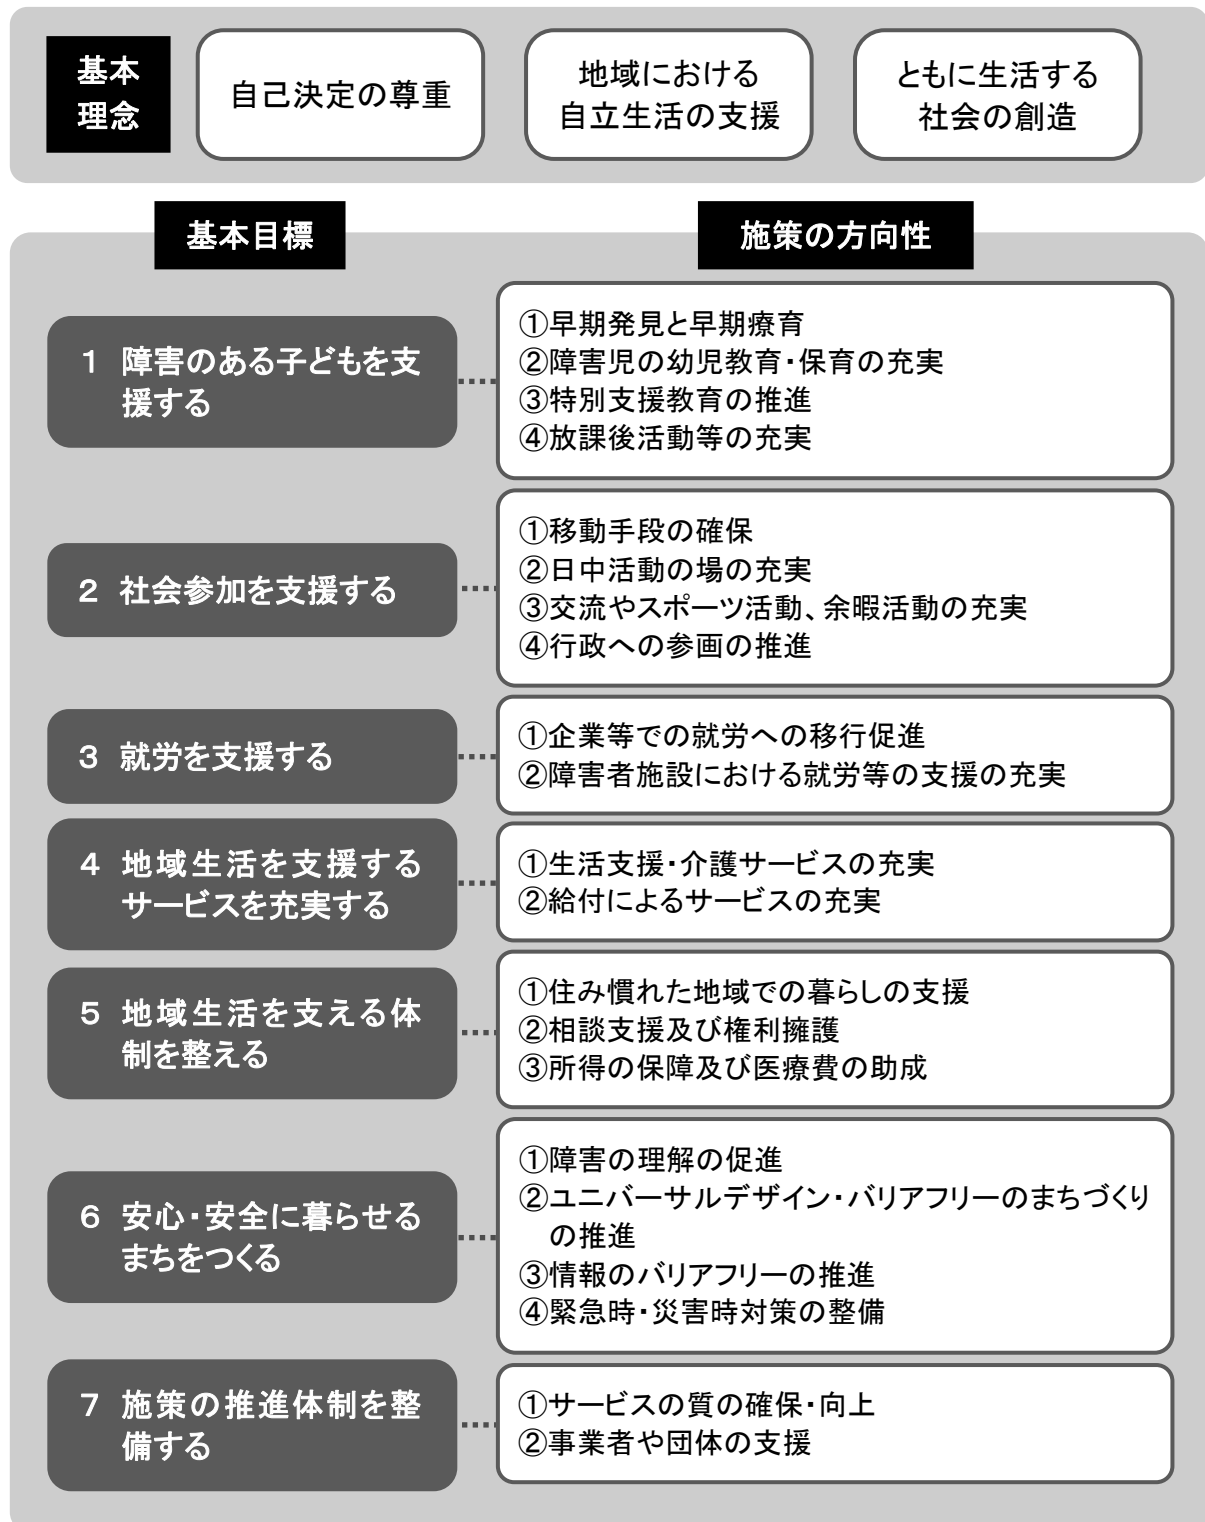 基本
理念
自己決定の尊重
地域における
自立生活の支援
ともに生活する
社会の創造
基本目標
施策の方向性
1 障害のある子どもを支
援する
①早期発見と早期療育
②障害児の幼児教育・保育の充実
③特別支援教育の推進
④放課後活動等の充実
2 社会参加を支援する
①移動手段の確保
②日中活動の場の充実
③交流やスポーツ活動、余暇活動の充実
④行政への参画の推進
3 就労を支援する
①企業等での就労への移行促進
②障害者施設における就労等の支援の充実
4 地域生活を支援する
サービスを充実する
①生活支援・介護サービスの充実
②給付によるサービスの充実
5 地域生活を支える体
制を整える
①住み慣れた地域での暮らしの支援
②相談支援及び権利擁護
③所得の保障及び医療費の助成
6 安心・安全に暮らせる
まちをつくる
①障害の理解の促進
②ユニバーサルデザイン・バリアフリーのまちづくり
の推進
③情報のバリアフリーの推進
④緊急時・災害時対策の整備
7 施策の推進体制を整
備する
①サービスの質の確保・向上
②事業者や団体の支援